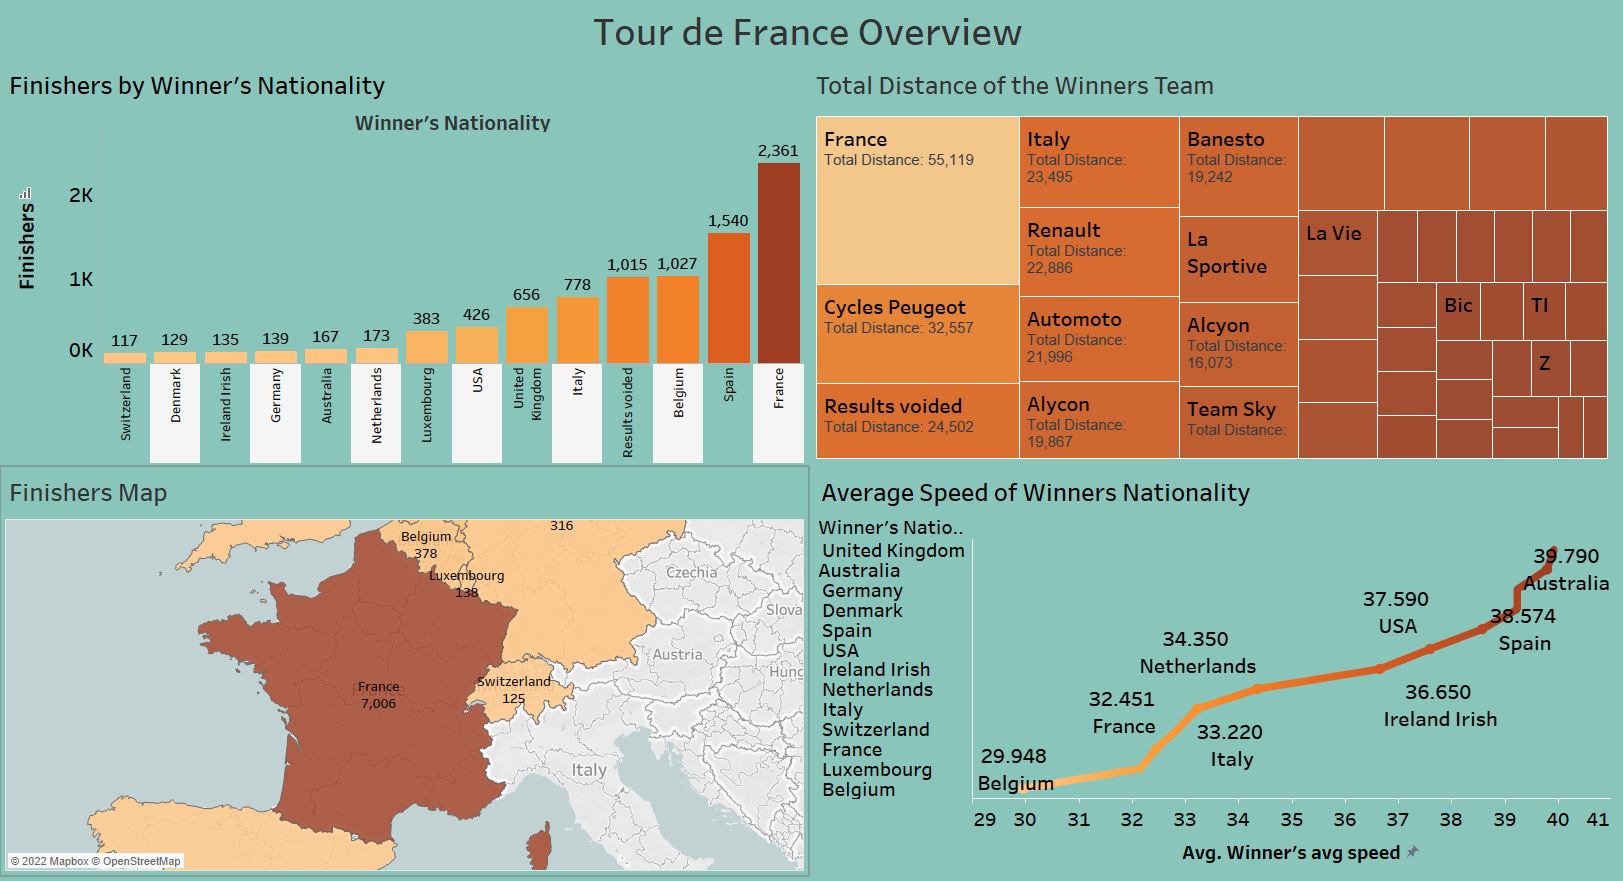 Tour de France Overview
Finishers by Winner's Nationality
Winner's Nationality
Finishers
2K
1K
0K
117
129
135
139
167
173
383
426
656
778
1,015
1,027
1,540
2,361
Switzerland
Denmark
Ireland Irish
Germany
Australia
Netherlands
Luxembourg
USA
United
Kingdom
Italy
Results voided
Belgium
Spain
France
Total Distance of the Winners Team
France
Total Distance: 55,119
Cycles Peugeot
Total Distance: 32,557
Results voided
Total Distance: 24,502
Italy
Total Distance:
23,495
Renault
Total Distance:
22,886
Automoto
Total Distance:
21,996
Alycon
Total Distance:
19,867
Banesto
Total Distance:
19,242
La
Sportive
Alcyon
Total Distance:
16,073
Team Sky
Total Distance:
La Vie
Bic
TI
Z
Finishers Map
316
Belgium
378
Luxembourg
138
Czechia
Slova
Austria
Hung
Switzerland
125
France
7,006
Italy
© 2022 Mapbox © OpenStreetMap
Average Speed of Winners Nationality
Winner's Natio..
United Kingdom
Australia
Germany
Denmark
Spain
USA
Ireland Irish
Netherlands
Italy
Switzerland
France
Luxembourg
Belgium
39.790
Australia
37.590
USA
38.574
Spain
34.350
Netherlands
36.650
Ireland Irish
32.451
France
33.220
Italy
29.948
Belgium
29 30 31 32 33 34 35 36 37 38 39 40 41
Avg. Winner's avg speed